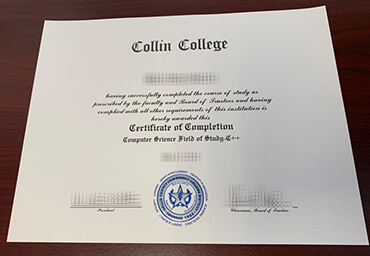 Collin College
having successfully completed the course of study as
prescribed by the faculty and Board of Trustees and having
complied with all other requirements of this institution is
hereby awarded this
Certificate of Completion
Computer Science Field of Study-C++
President
Chairman, Board of Trustees